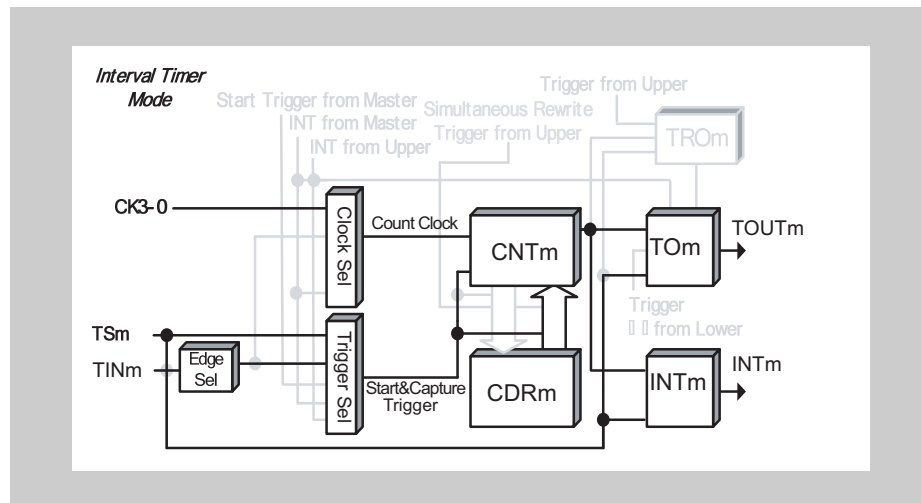 Interval Timer
Mode
Trigger from Upper
Start Trigger from Master
Simultaneous Rewrite
INT from Master
Trigger from Upper
INT from Upper
TROm
CK3-0
Clock Sel
Count Clock
CNTm
TOm
TOUTm
Trigger
from Lower
TSm
TINm
Edge
Sel
Trigger Sel
Start&Capture
Trigger
CDRm
INTm
INTm